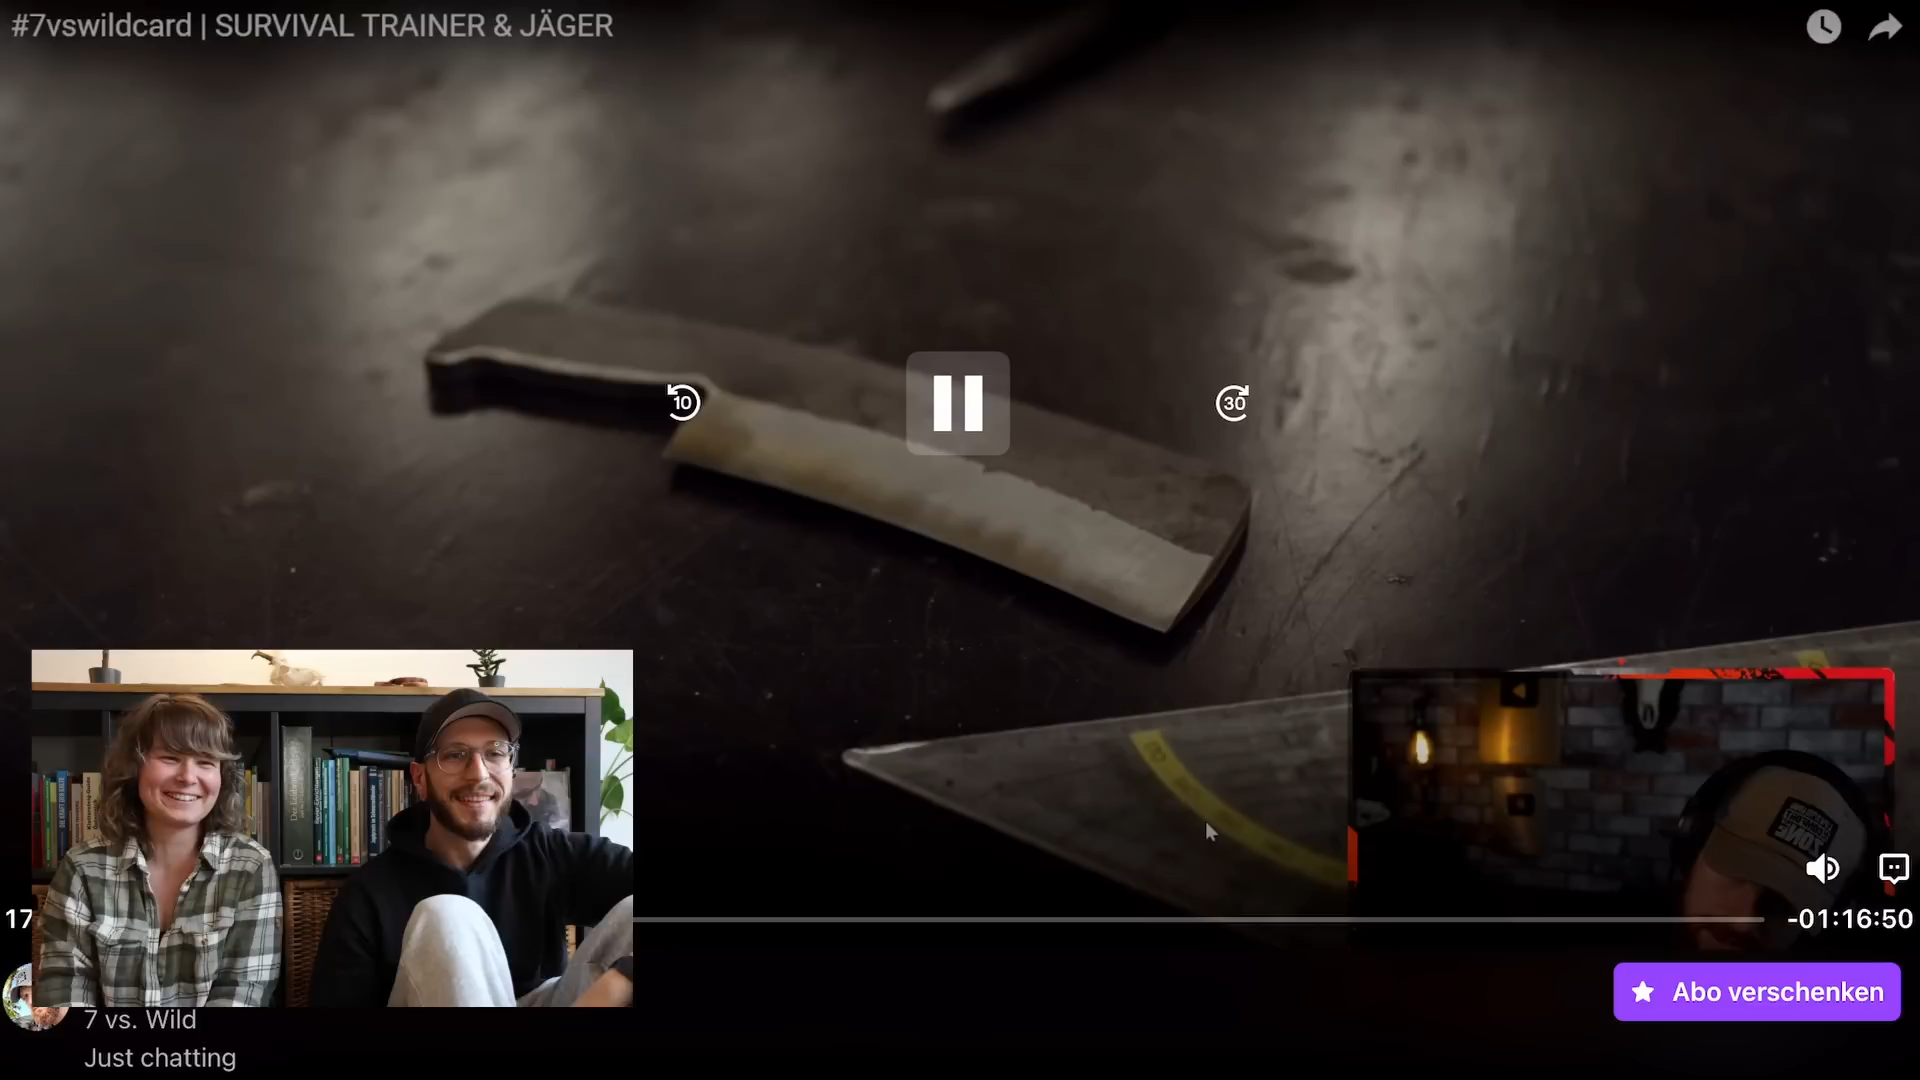 #7vswildcard | SURVIVAL TRAINER & JÄGER
10
30
17
-01:16:50
Abo verschenken
7 vs. Wild
Just chatting